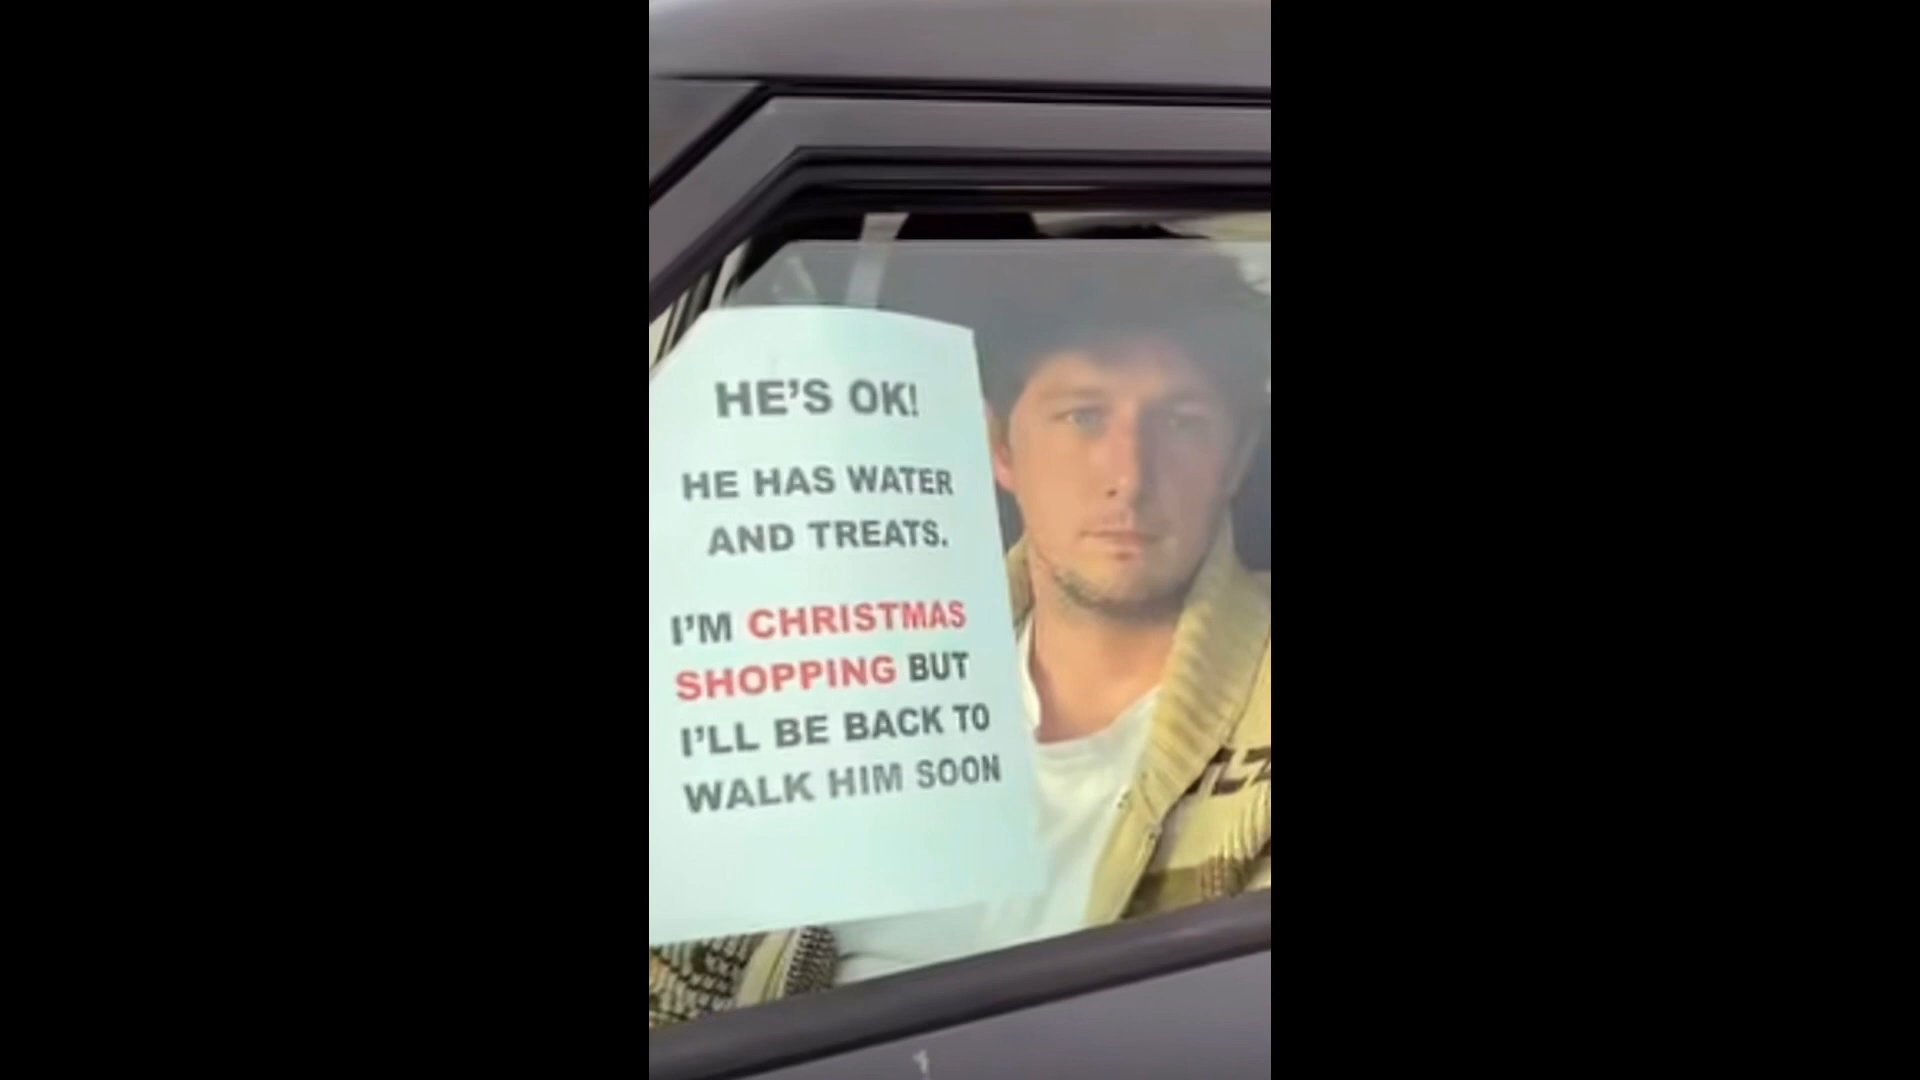 HE'S OK!
HE HAS WATER
AND TREATS.
I'M CHRISTMAS
SHOPPING BUT
I'LL BE BACK TO
WALK HIM SOON